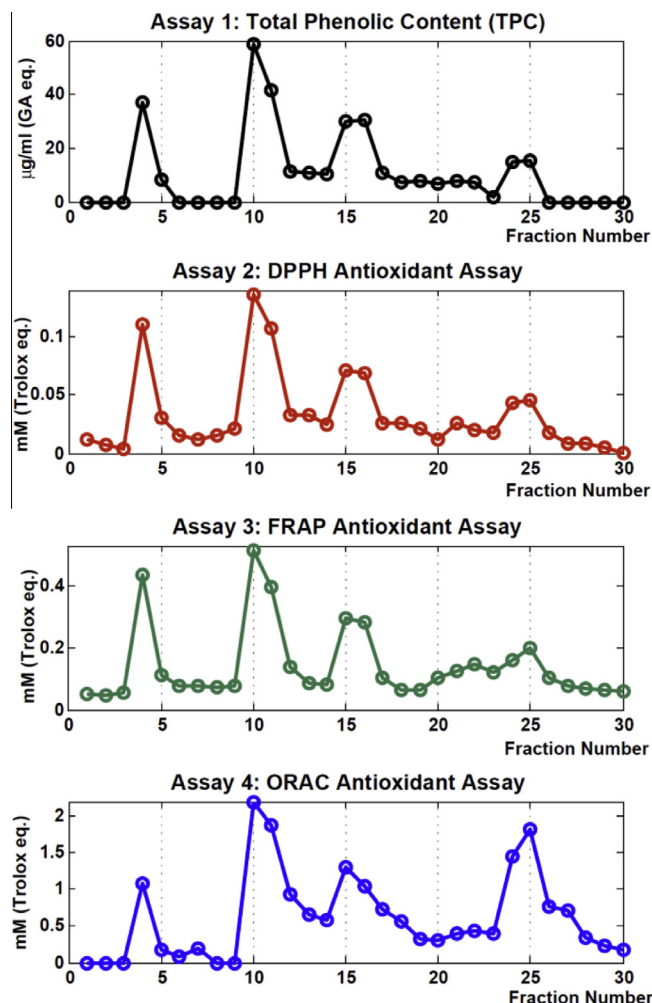 Assay 1: Total Phenolic Content (TPC)
µg/ml (GA eq.)
60
40
20
0
0 5 10 15 20 25 30
Fraction Number
Assay 2: DPPH Antioxidant Assay
mM (Trolox eq.)
0.1
0.05
0
0 5 10 15 20 25 30
Fraction Number
Assay 3: FRAP Antioxidant Assay
mM (Trolox eq.)
0.4
0.2
0
0 5 10 15 20 25 30
Fraction Number
Assay 4: ORAC Antioxidant Assay
mM (Trolox eq.)
2
1.5
1
0.5
0
0 5 10 15 20 25 30
Fraction Number